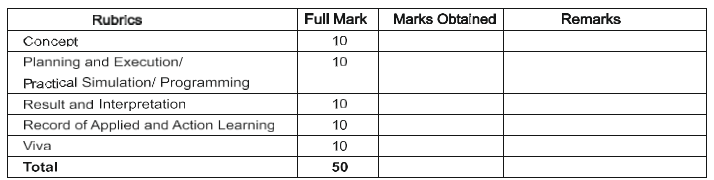 Rubrics Full Mark Marks Obtained Remarks
Concept 10
Planning and Execution/ 10
Practical Simulation/ Programming
Result and Interpretation 10
Record of Applied and Action Learning 10
Viva 10
Total 50